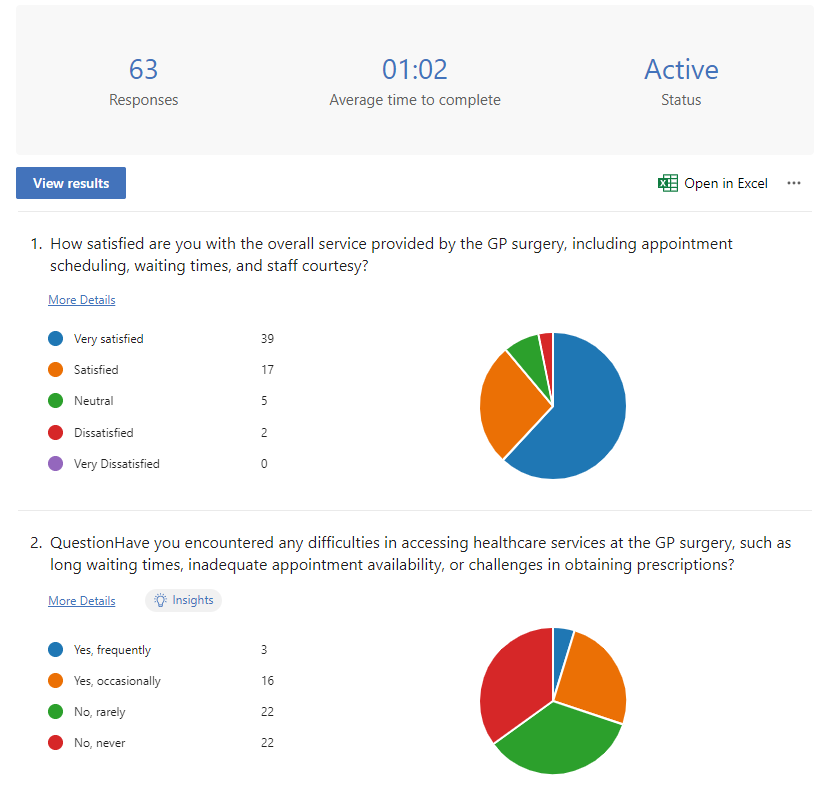 63
Responses
01:02
Average time to complete
Active
Status
View results
Open in Excel
...
1. How satisfied are you with the overall service provided by the GP surgery, including appointment
scheduling, waiting times, and staff courtesy?
More Details
Very satisfied 39
Satisfied 17
Neutral 5
Dissatisfied 2
Very Dissatisfied 0
2. QuestionHave you encountered any difficulties in accessing healthcare services at the GP surgery, such as
long waiting times, inadequate appointment availability, or challenges in obtaining prescriptions?
More Details Insights
Yes, frequently 3
Yes, occasionally 16
No, rarely 22
No, never 22